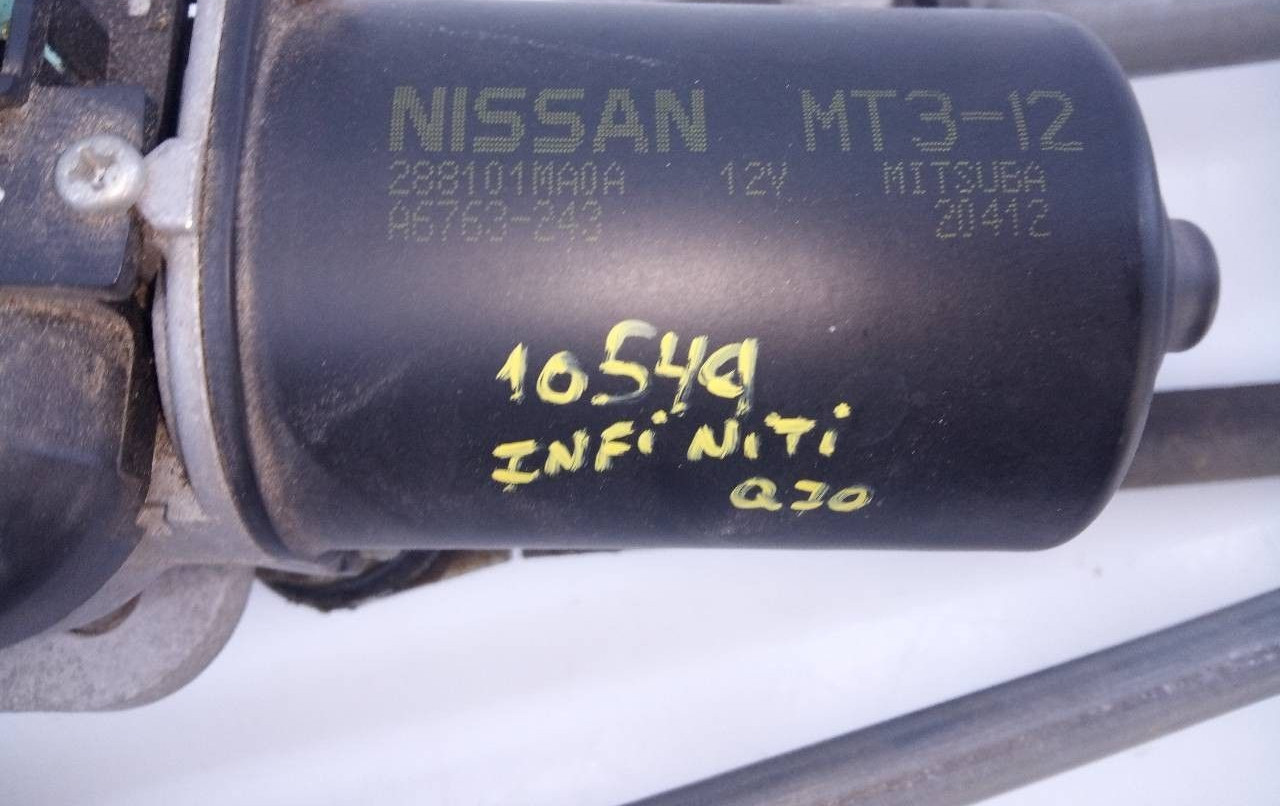 NISSAN MT3-12
288101MA0A 12V MITSUBA
A6763-243 20412
10549
INFiNiTi
Q70